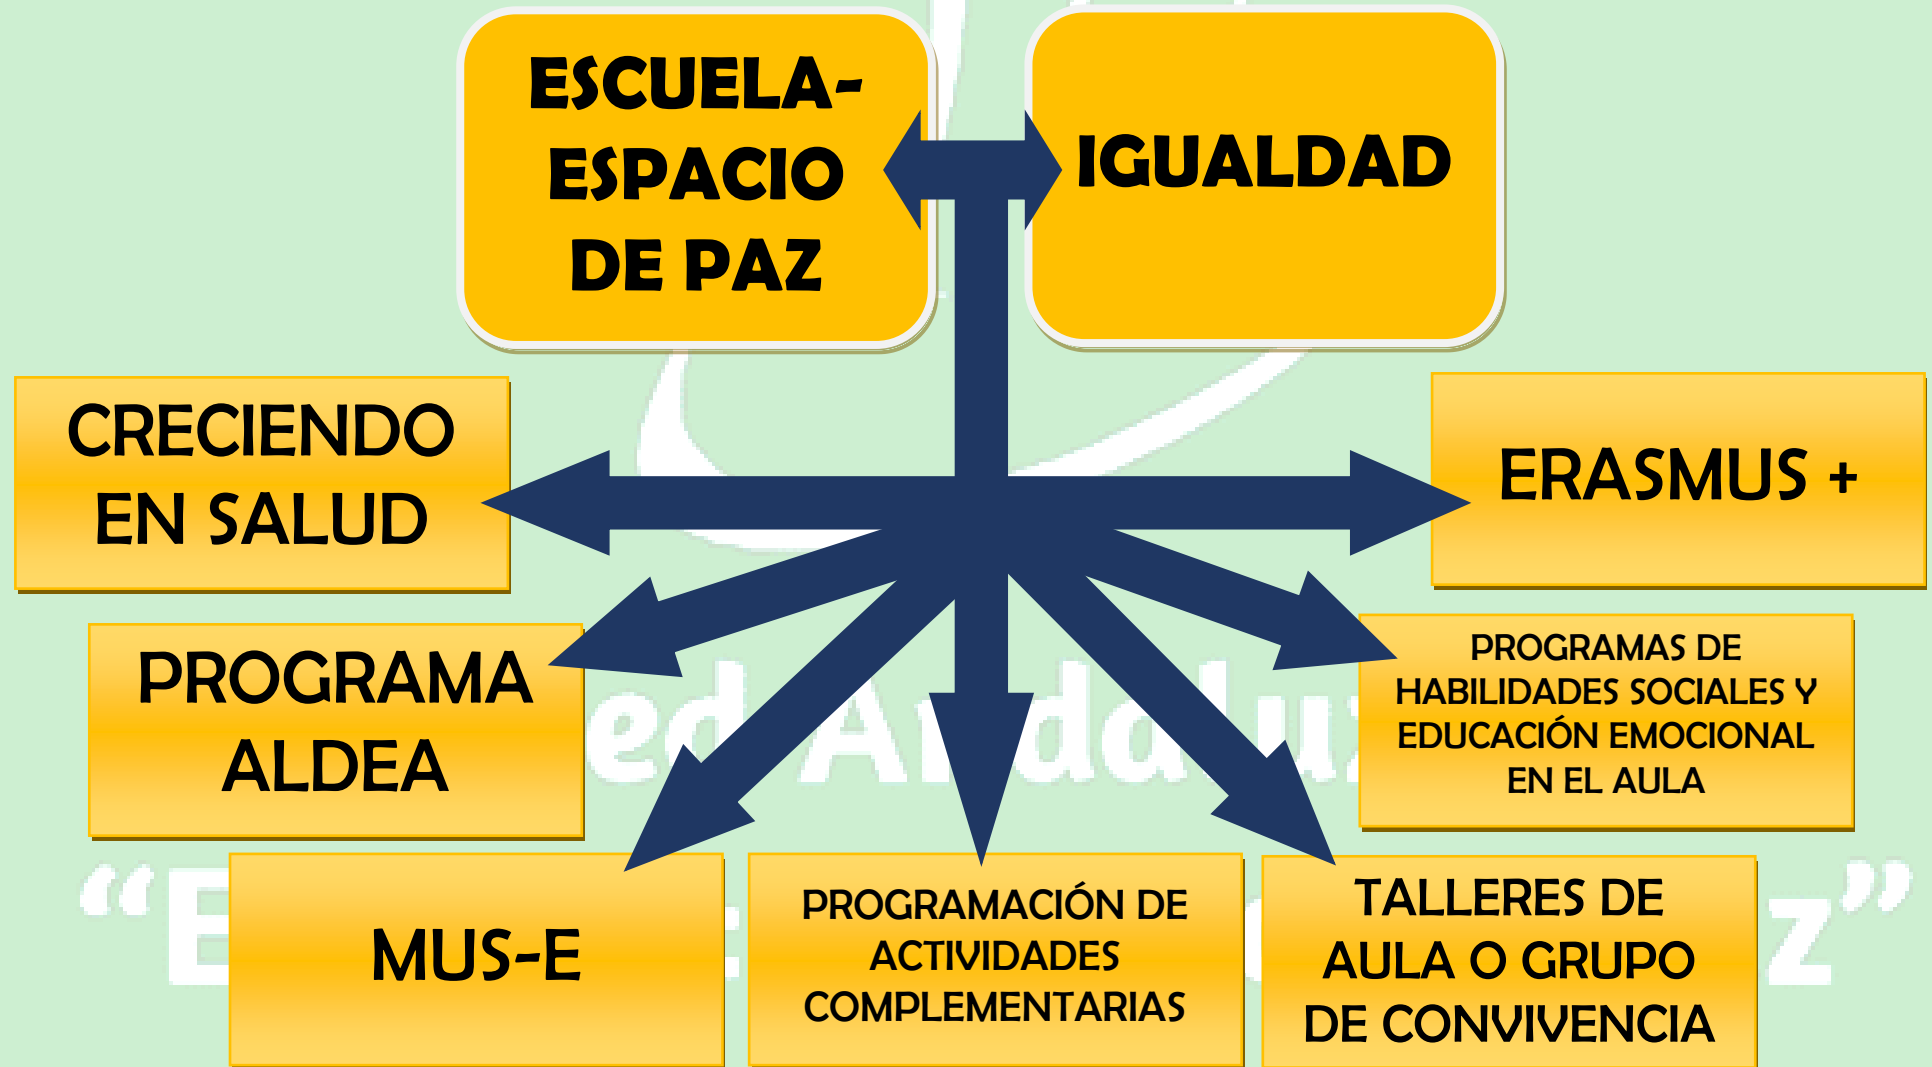 ESCUELA-
ESPACIO
DE PAZ
IGUALDAD
CRECIENDO
EN SALUD
ERASMUS +
PROGRAMA
ALDEA
PROGRAMAS DE
HABILIDADES SOCIALES Y
EDUCACIÓN EMOCIONAL
EN EL AULA
MUS-E
PROGRAMACIÓN DE
ACTIVIDADES
COMPLEMENTARIAS
TALLERES DE
AULA O GRUPO
DE CONVIVENCIA